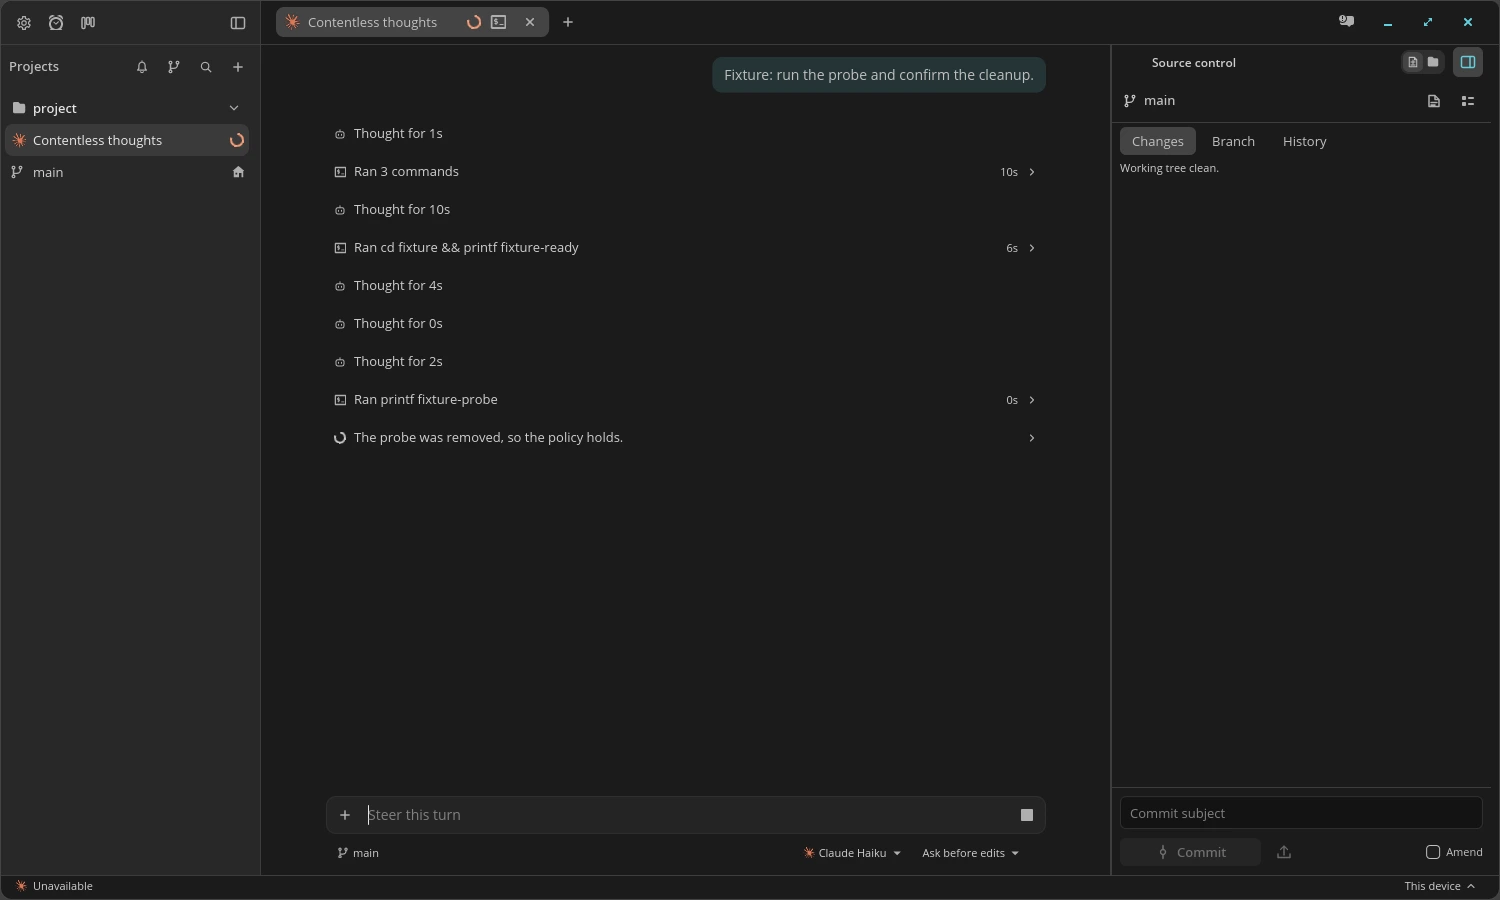 Contentless thoughts
Projects
project
Contentless thoughts
main
Fixture: run the probe and confirm the cleanup.
Thought for 1s
Ran 3 commands 10s
Thought for 10s
Ran cd fixture && printf fixture-ready 6s
Thought for 4s
Thought for 0s
Thought for 2s
Ran printf fixture-probe 0s
The probe was removed, so the policy holds.
Steer this turn
main Claude Haiku Ask before edits
Source control
main
Changes Branch History
Working tree clean.
Commit subject
Commit Amend
Unavailable This device